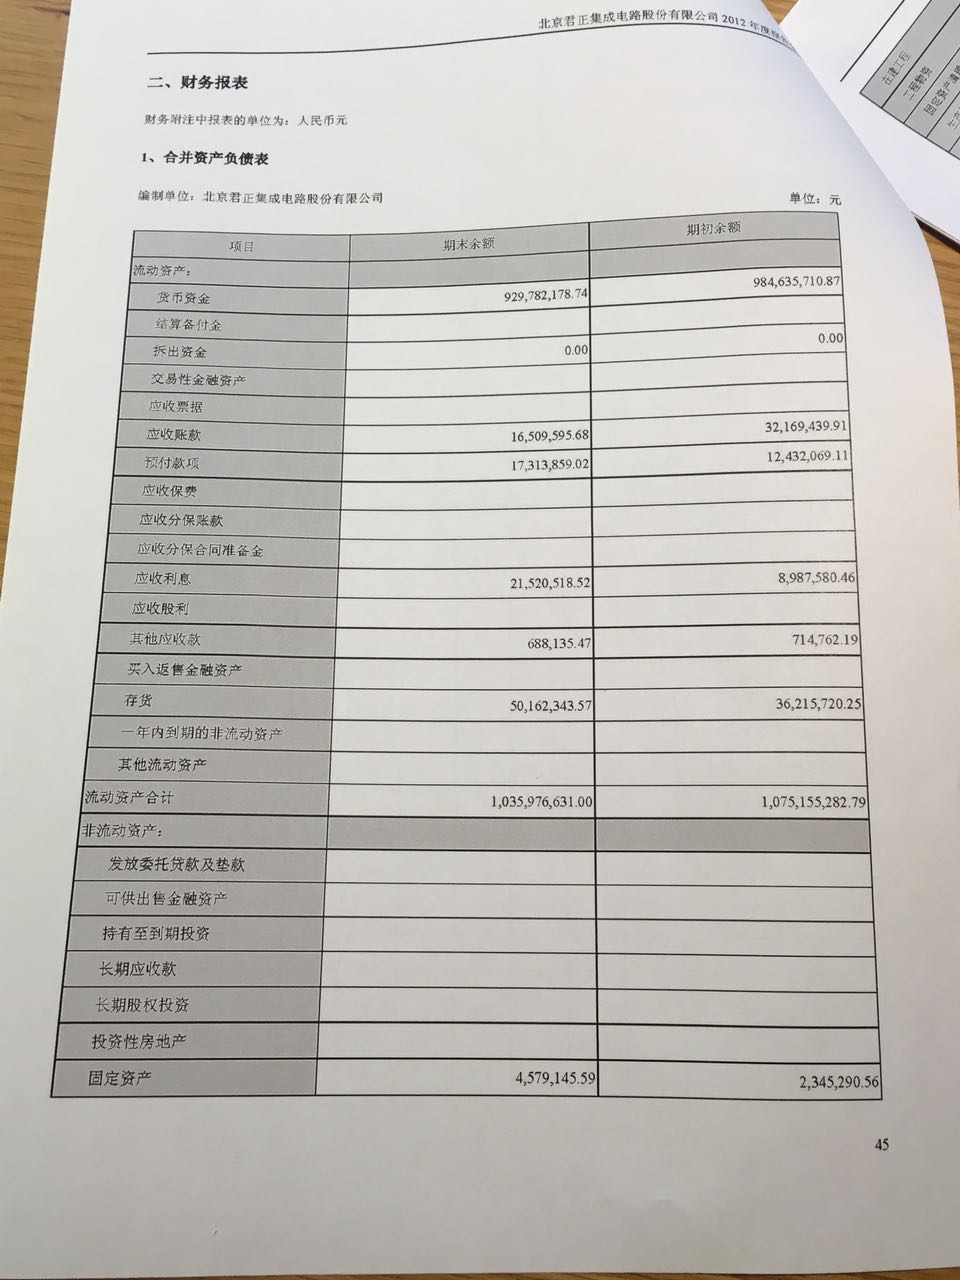 北京君正集成电路股份有限公司 2012 年度
二、财务报表
财务附注中报表的单位为：人民币元
1、合并资产负债表
编制单位：北京君正集成电路股份有限公司 单位：元
项目 期末余额 期初余额
流动资产：
货币资金 929,782,178.74 984,635,710.87
结算备付金
拆出资金 0.00 0.00
交易性金融资产
应收票据
应收账款 16,509,595.68 32,169,439.91
预付款项 17,313,859.02 12,432,069.11
应收保费
应收分保账款
应收分保合同准备金
应收利息 21,520,518.52 8,987,580.46
应收股利
其他应收款 688,135.47 714,762.19
买入返售金融资产
存货 50,162,343.57 36,215,720.25
一年内到期的非流动资产
其他流动资产
流动资产合计 1,035,976,631.00 1,075,155,282.79
非流动资产：
发放委托贷款及垫款
可供出售金融资产
持有至到期投资
长期应收款
长期股权投资
投资性房地产
固定资产 4,579,145.59 2,345,290.56
45
在建工程
工程物资
固定资产清